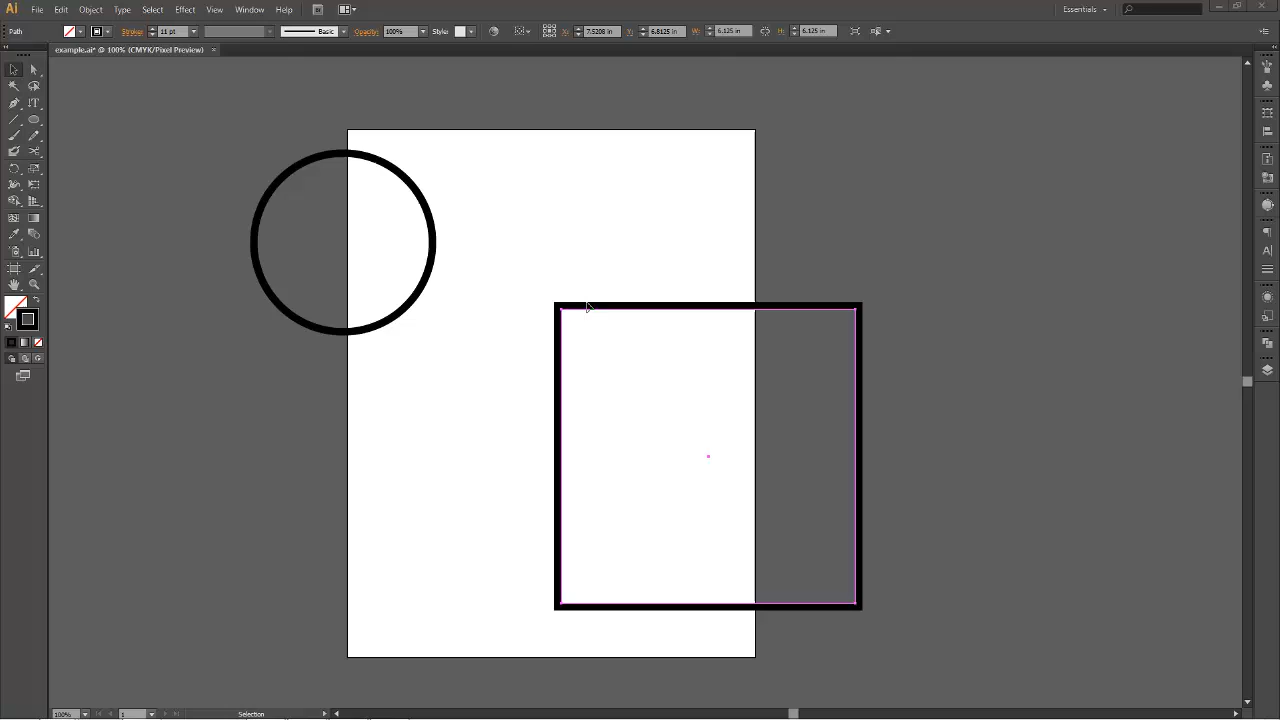 Ai File Edit Object Type Select Effect View Window Help Br Essentials
Path Stroke: 11 pt Basic Opacity: 100% Style: X: 7.5208 in Y: 6.8125 in W: 6.125 in H: 6.125 in
example.ai* @ 100% (CMYK/Pixel Preview) ×
100% 1 Selection